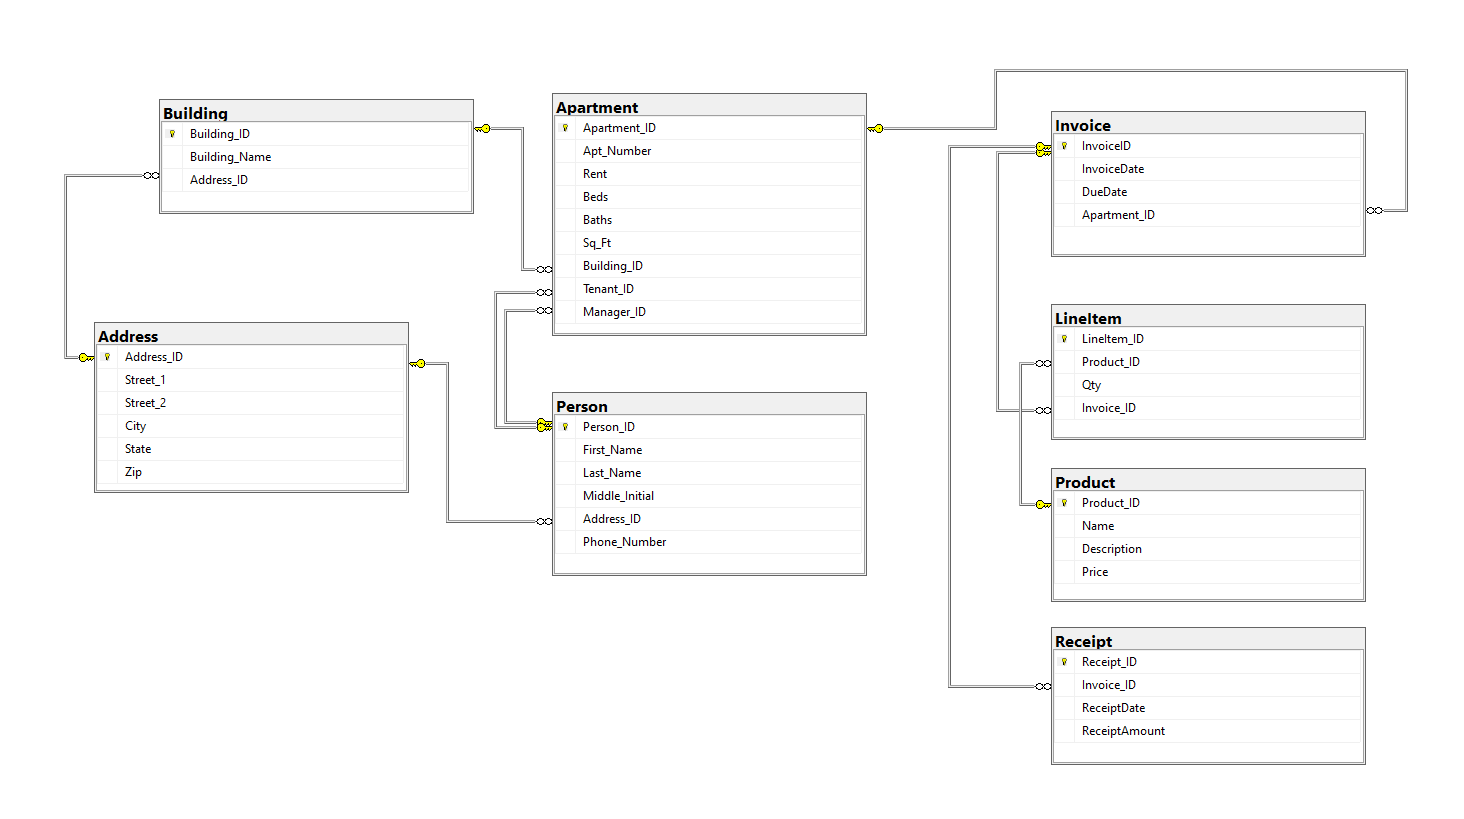 Building
Building_ID
Building_Name
Address_ID
Address
Address_ID
Street_1
Street_2
City
State
Zip
Apartment
Apartment_ID
Apt_Number
Rent
Beds
Baths
Sq_Ft
Building_ID
Tenant_ID
Manager_ID
Person
Person_ID
First_Name
Last_Name
Middle_Initial
Address_ID
Phone_Number
Invoice
InvoiceID
InvoiceDate
DueDate
Apartment_ID
LineItem
LineItem_ID
Product_ID
Qty
Invoice_ID
Product
Product_ID
Name
Description
Price
Receipt
Receipt_ID
Invoice_ID
ReceiptDate
ReceiptAmount